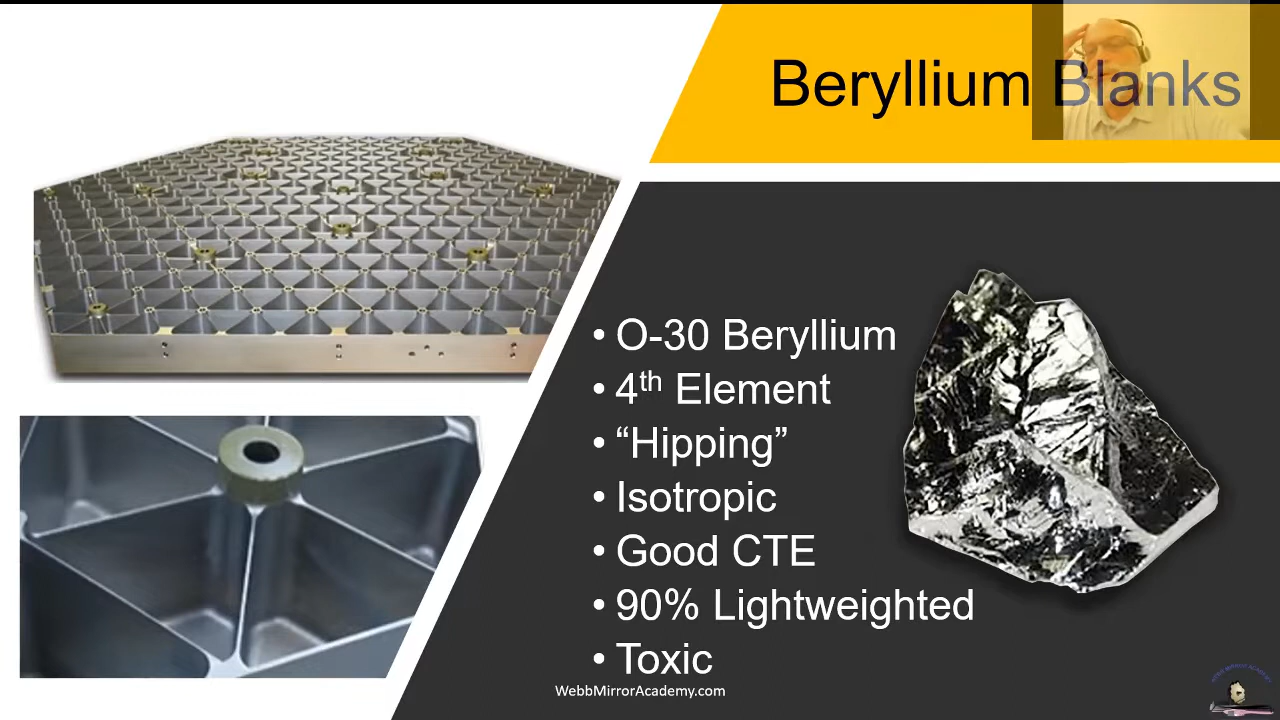 Beryllium Blanks
• O-30 Beryllium
• 4th Element
• “Hipping”
• Isotropic
• Good CTE
• 90% Lightweighted
• Toxic
WebbMirrorAcademy.com